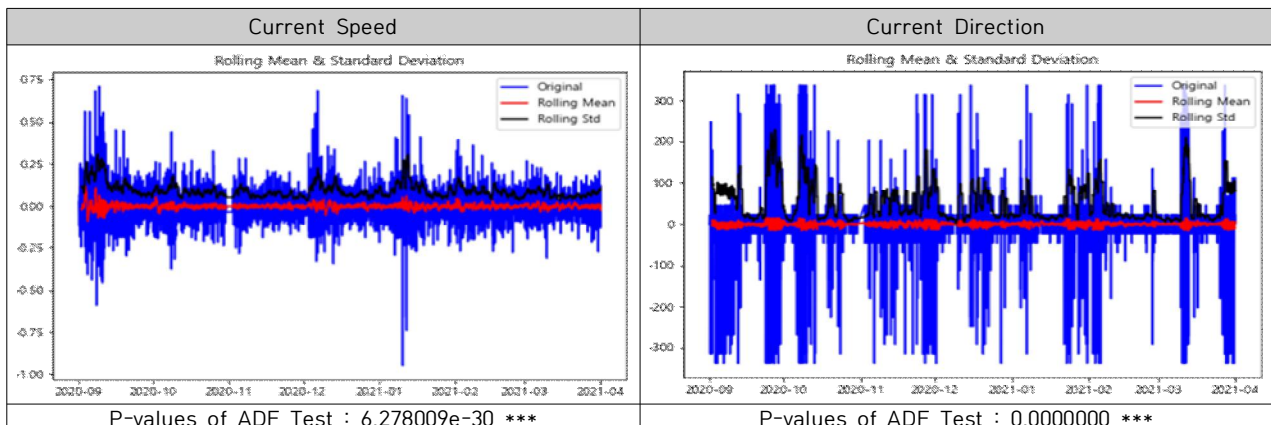 Current Speed
Current Direction
Rolling Mean & Standard Deviation
Original
Rolling Mean
Rolling Std
0.75
0.50
0.25
0.00
-0.25
-0.50
-0.75
-1.00
2020-09 2020-10 2020-11 2020-12 2021-01 2021-02 2021-03 2021-04
Rolling Mean & Standard Deviation
Original
Rolling Mean
Rolling Std
300
200
100
0
-100
-200
-300
2020-09 2020-10 2020-11 2020-12 2021-01 2021-02 2021-03 2021-04
P-values of ADF Test : 6.278009e-30 ***
P-values of ADF Test : 0.0000000 ***